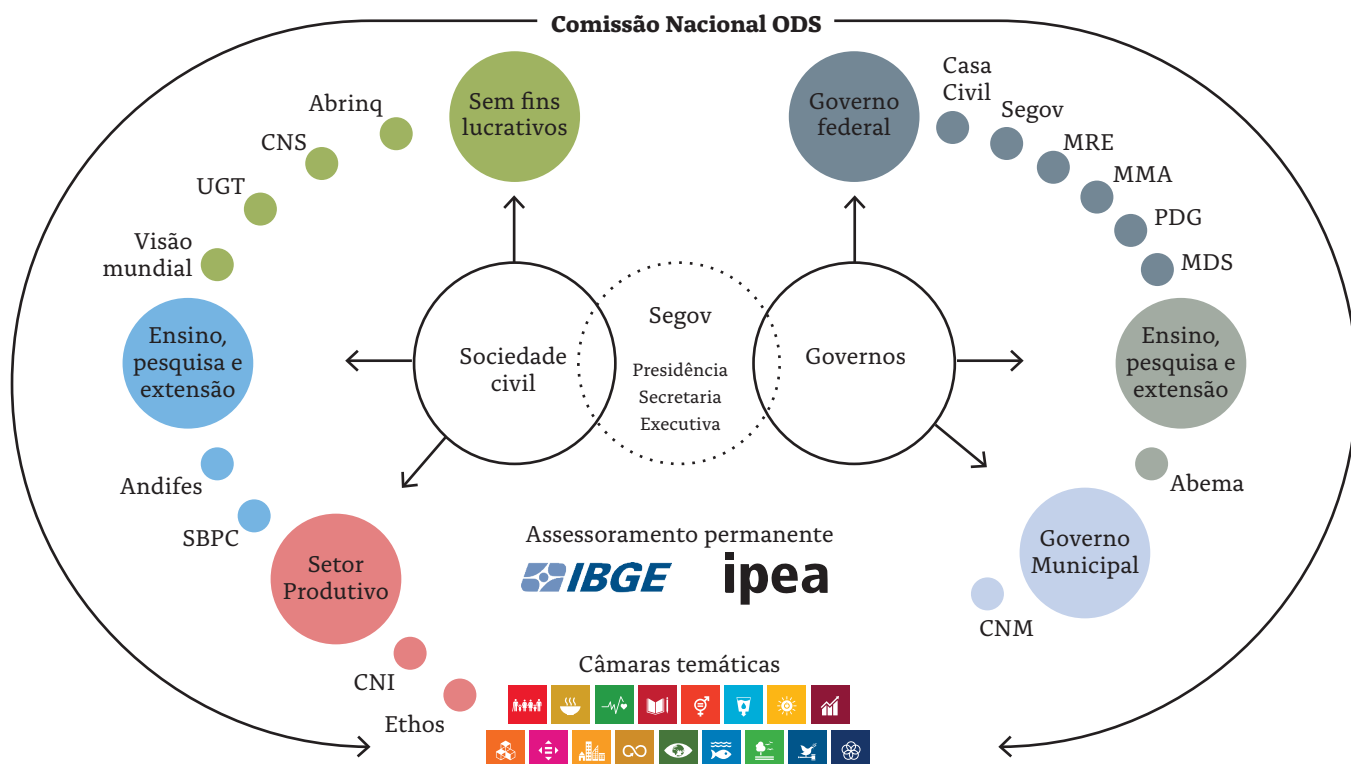 Comissão Nacional ODS
Sem fins
lucrativos
Abrinq
CNS
UGT
Visão
mundial
Ensino,
pesquisa e
extensão
Andifes
SBPC
Setor
Produtivo
CNI
Ethos
Sociedade
civil
Segov
Presidência
Secretaria
Executiva
Governos
Governo
federal
Casa
Civil
Segov
MRE
MMA
PDG
MDS
Ensino,
pesquisa e
extensão
Abema
Governo
Municipal
CNM
Assessoramento permanente
IBGE
ipea
Câmaras temáticas